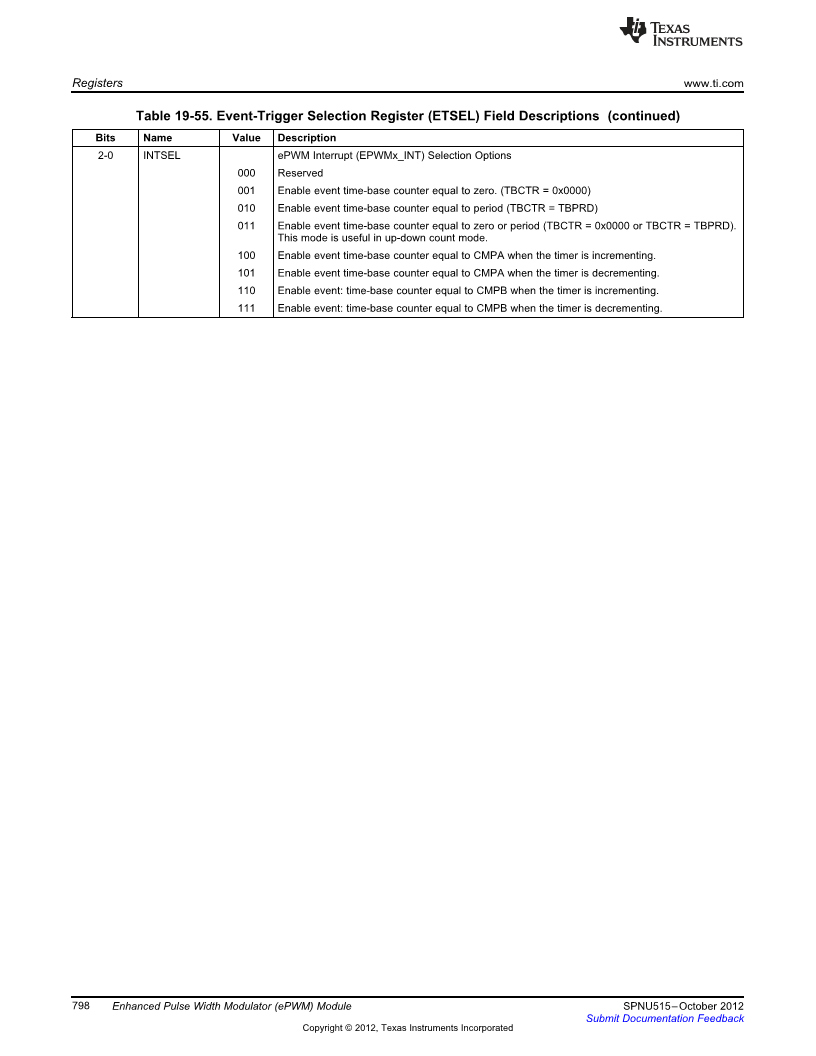 TEXAS
INSTRUMENTS
Registers www.ti.com
Table 19-55. Event-Trigger Selection Register (ETSEL) Field Descriptions (continued)
Bits Name Value Description
2-0 INTSEL ePWM Interrupt (EPWMx_INT) Selection Options
000 Reserved
001 Enable event time-base counter equal to zero. (TBCTR = 0x0000)
010 Enable event time-base counter equal to period (TBCTR = TBPRD)
011 Enable event time-base counter equal to zero or period (TBCTR = 0x0000 or TBCTR = TBPRD).
This mode is useful in up-down count mode.
100 Enable event time-base counter equal to CMPA when the timer is incrementing.
101 Enable event time-base counter equal to CMPA when the timer is decrementing.
110 Enable event: time-base counter equal to CMPB when the timer is incrementing.
111 Enable event: time-base counter equal to CMPB when the timer is decrementing.
798 Enhanced Pulse Width Modulator (ePWM) Module SPNU515–October 2012
Submit Documentation Feedback
Copyright © 2012, Texas Instruments Incorporated